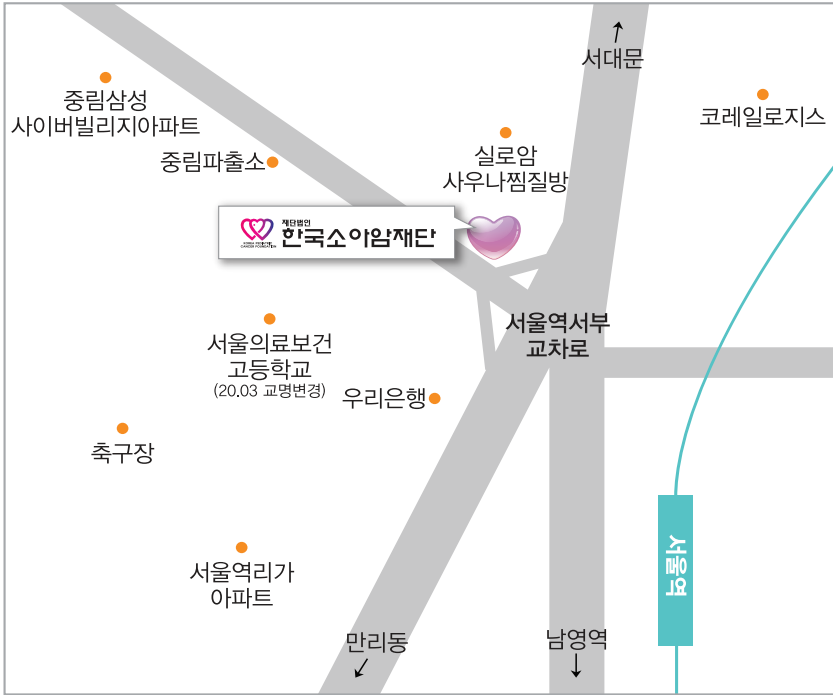 ↑
서대문
중림삼성
사이버빌리지아파트
코레일로지스
중림파출소
실로암
사우나찜질방
재단법인
한국소아암재단
KOREA PEDIATRIC
CANCER FOUNDATION
서울역서부
교차로
서울의료보건
고등학교
(20.03 교명변경)
우리은행
축구장
서울역
서울역리가
아파트
만리동
↙
남영역
↓